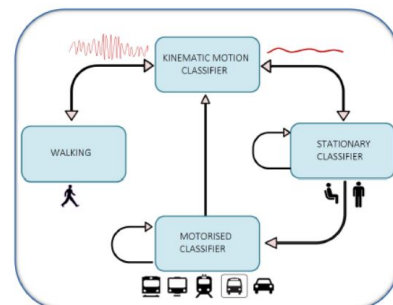 KINEMATIC MOTION
CLASSIFIER
WALKING
STATIONARY
CLASSIFIER
MOTORISED
CLASSIFIER